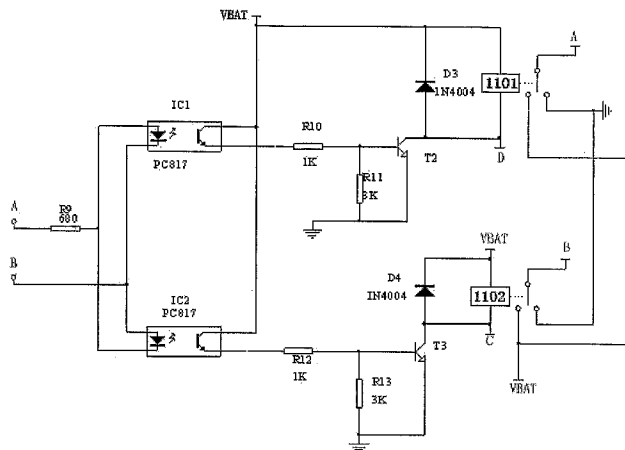 VBAT
A
D3
1N4004
1101
IC1
R10
1K
T2
D
PC817
R11
3K
A
R9
680
B
VBAT
B
D4
IN4004
1102
IC2
PC817
R12
1K
T3
C
R13
3K
VBAT